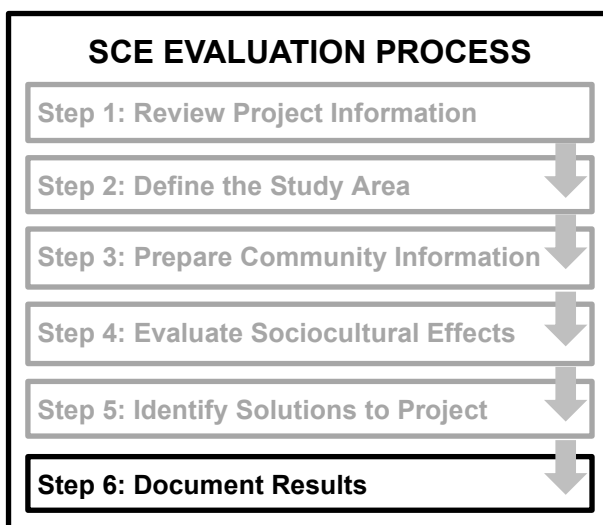 SCE EVALUATION PROCESS
Step 1: Review Project Information
Step 2: Define the Study Area
Step 3: Prepare Community Information
Step 4: Evaluate Sociocultural Effects
Step 5: Identify Solutions to Project
Step 6: Document Results